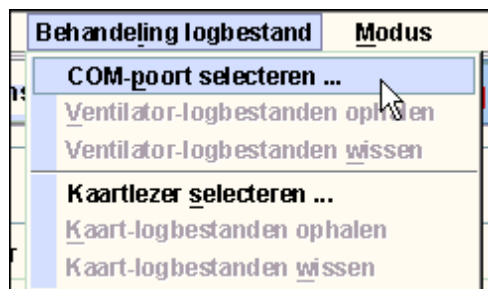 Behandeling logbestand Modus
COM-poort selecteren ...
Ventilator-logbestanden ophalen
Ventilator-logbestanden wissen
Kaartlezer selecteren ...
Kaart-logbestanden ophalen
Kaart-logbestanden wissen